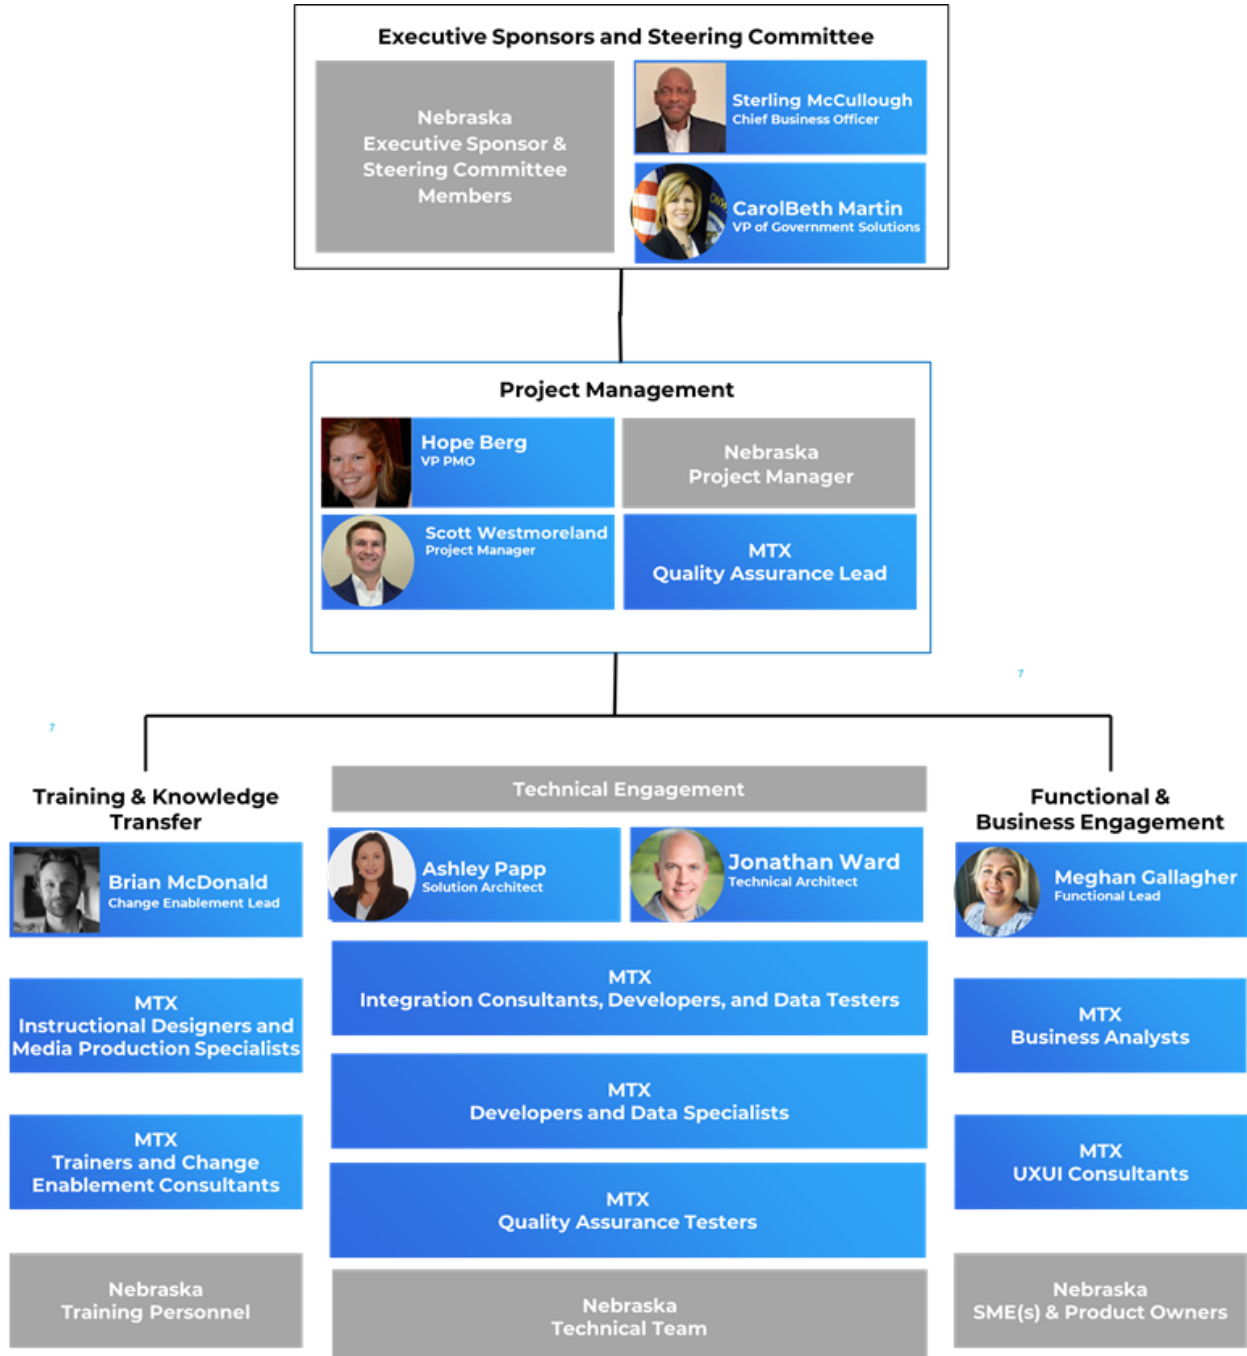 Executive Sponsors and Steering Committee
Nebraska
Executive Sponsor &
Steering Committee
Members
Sterling McCullough
Chief Business Officer
CarolBeth Martin
VP of Government Solutions
Project Management
Hope Berg
VP PMO
Nebraska
Project Manager
Scott Westmoreland
Project Manager
MTX
Quality Assurance Lead
7
7
Training & Knowledge
Transfer
Brian McDonald
Change Enablement Lead
MTX
Instructional Designers and
Media Production Specialists
MTX
Trainers and Change
Enablement Consultants
Nebraska
Training Personnel
Technical Engagement
Ashley Papp
Solution Architect
Jonathan Ward
Technical Architect
MTX
Integration Consultants, Developers, and Data Testers
MTX
Developers and Data Specialists
MTX
Quality Assurance Testers
Nebraska
Technical Team
Functional &
Business Engagement
Meghan Gallagher
Functional Lead
MTX
Business Analysts
MTX
UXUI Consultants
Nebraska
SME(s) & Product Owners